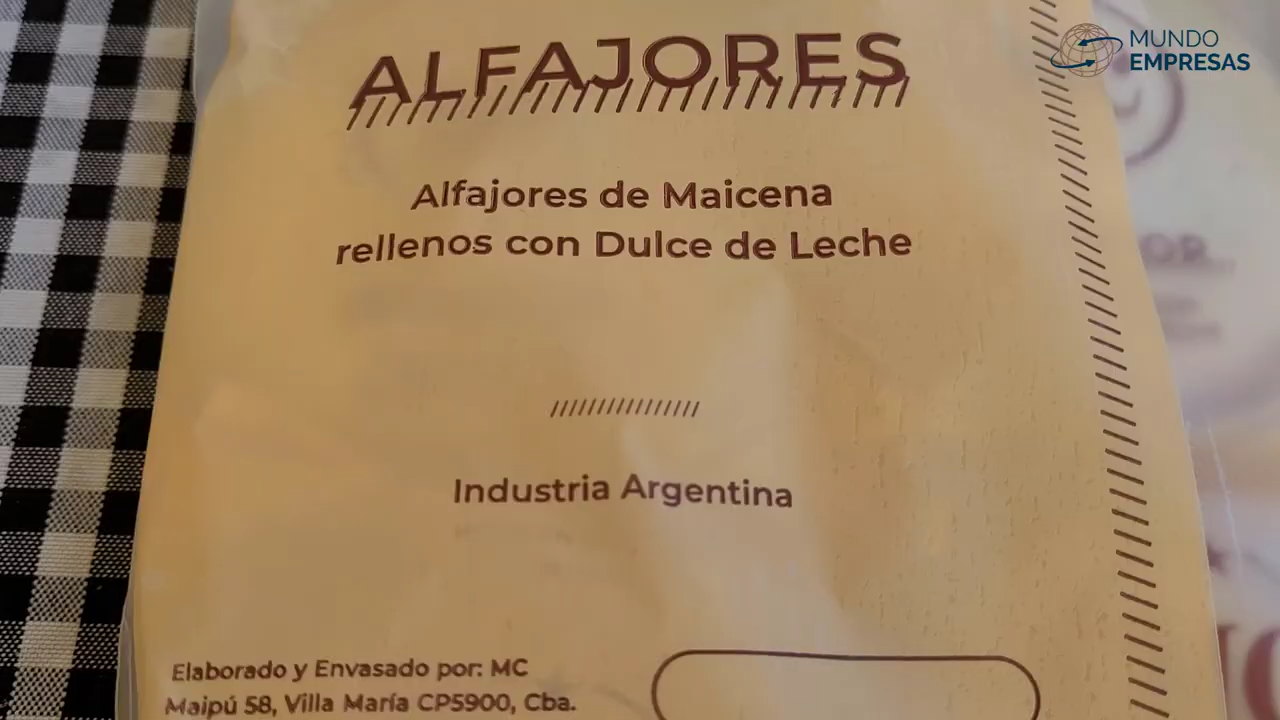 MUNDO
EMPRESAS
ALFAJORES
Alfajores de Maicena
rellenos con Dulce de Leche
Industria Argentina
Elaborado y Envasado por: MC
Maipú 58, Villa María CP5900, Cba.